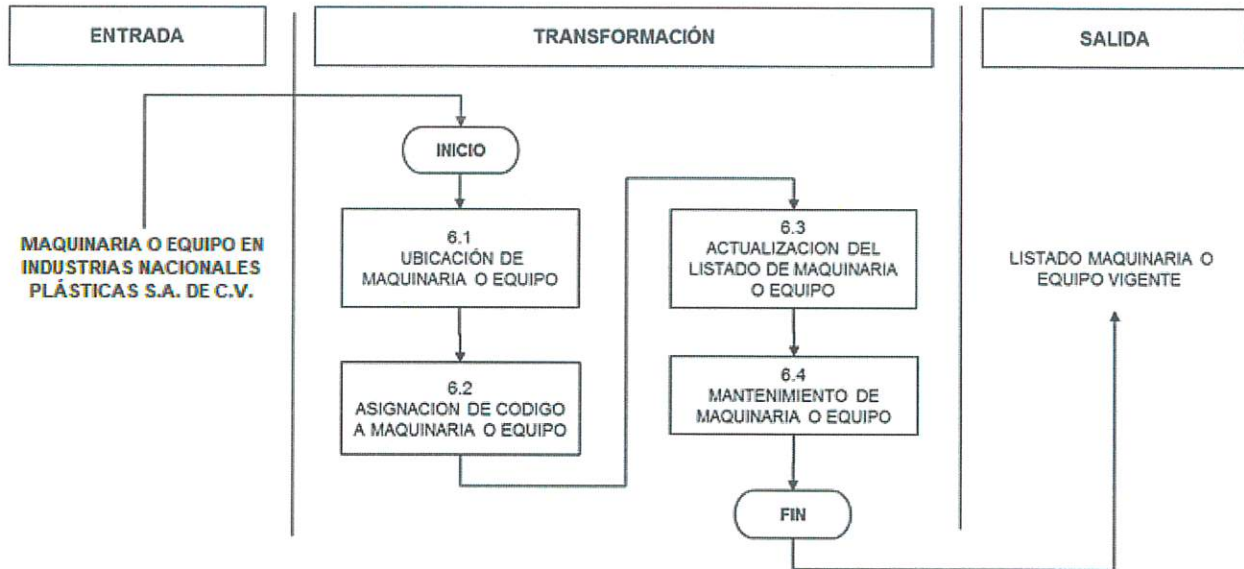 ENTRADA
TRANSFORMACIÓN
SALIDA
MAQUINARIA O EQUIPO EN
INDUSTRIAS NACIONALES
PLÁSTICAS S.A. DE C.V.
INICIO
6.1
UBICACIÓN DE
MAQUINARIA O EQUIPO
6.2
ASIGNACION DE CODIGO
A MAQUINARIA O EQUIPO
6.3
ACTUALIZACION DEL
LISTADO DE MAQUINARIA
O EQUIPO
6.4
MANTENIMIENTO DE
MAQUINARIA O EQUIPO
FIN
LISTADO MAQUINARIA O
EQUIPO VIGENTE